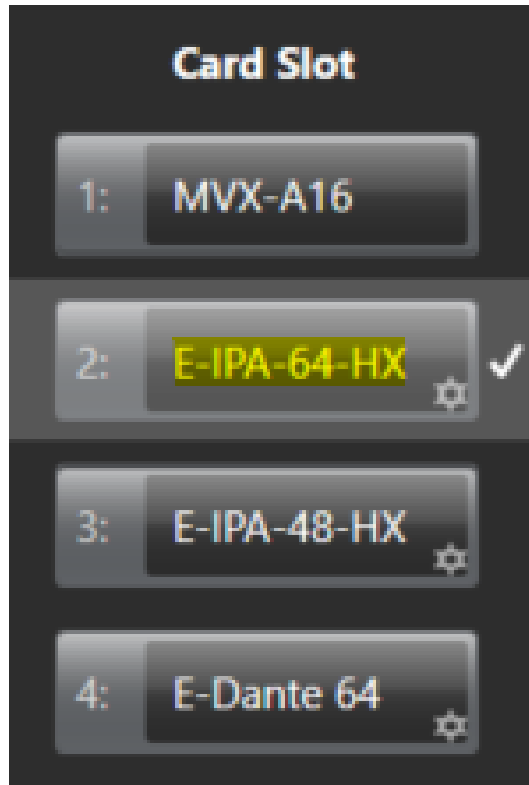 Card Slot
1: MVX-A16
2: E-IPA-64-HX
3: E-IPA-48-HX
4: E-Dante 64